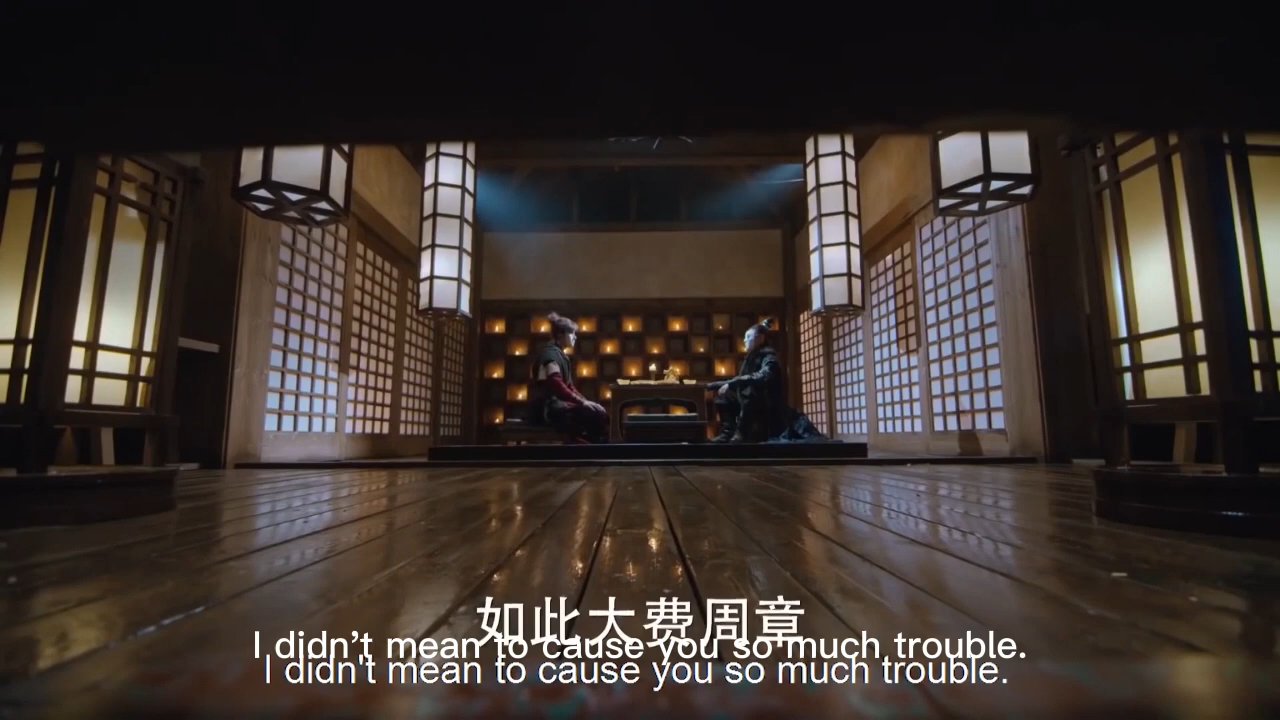 如此大费周章
I didn’t mean to cause you so much trouble.
I didn't mean to cause you so much trouble.